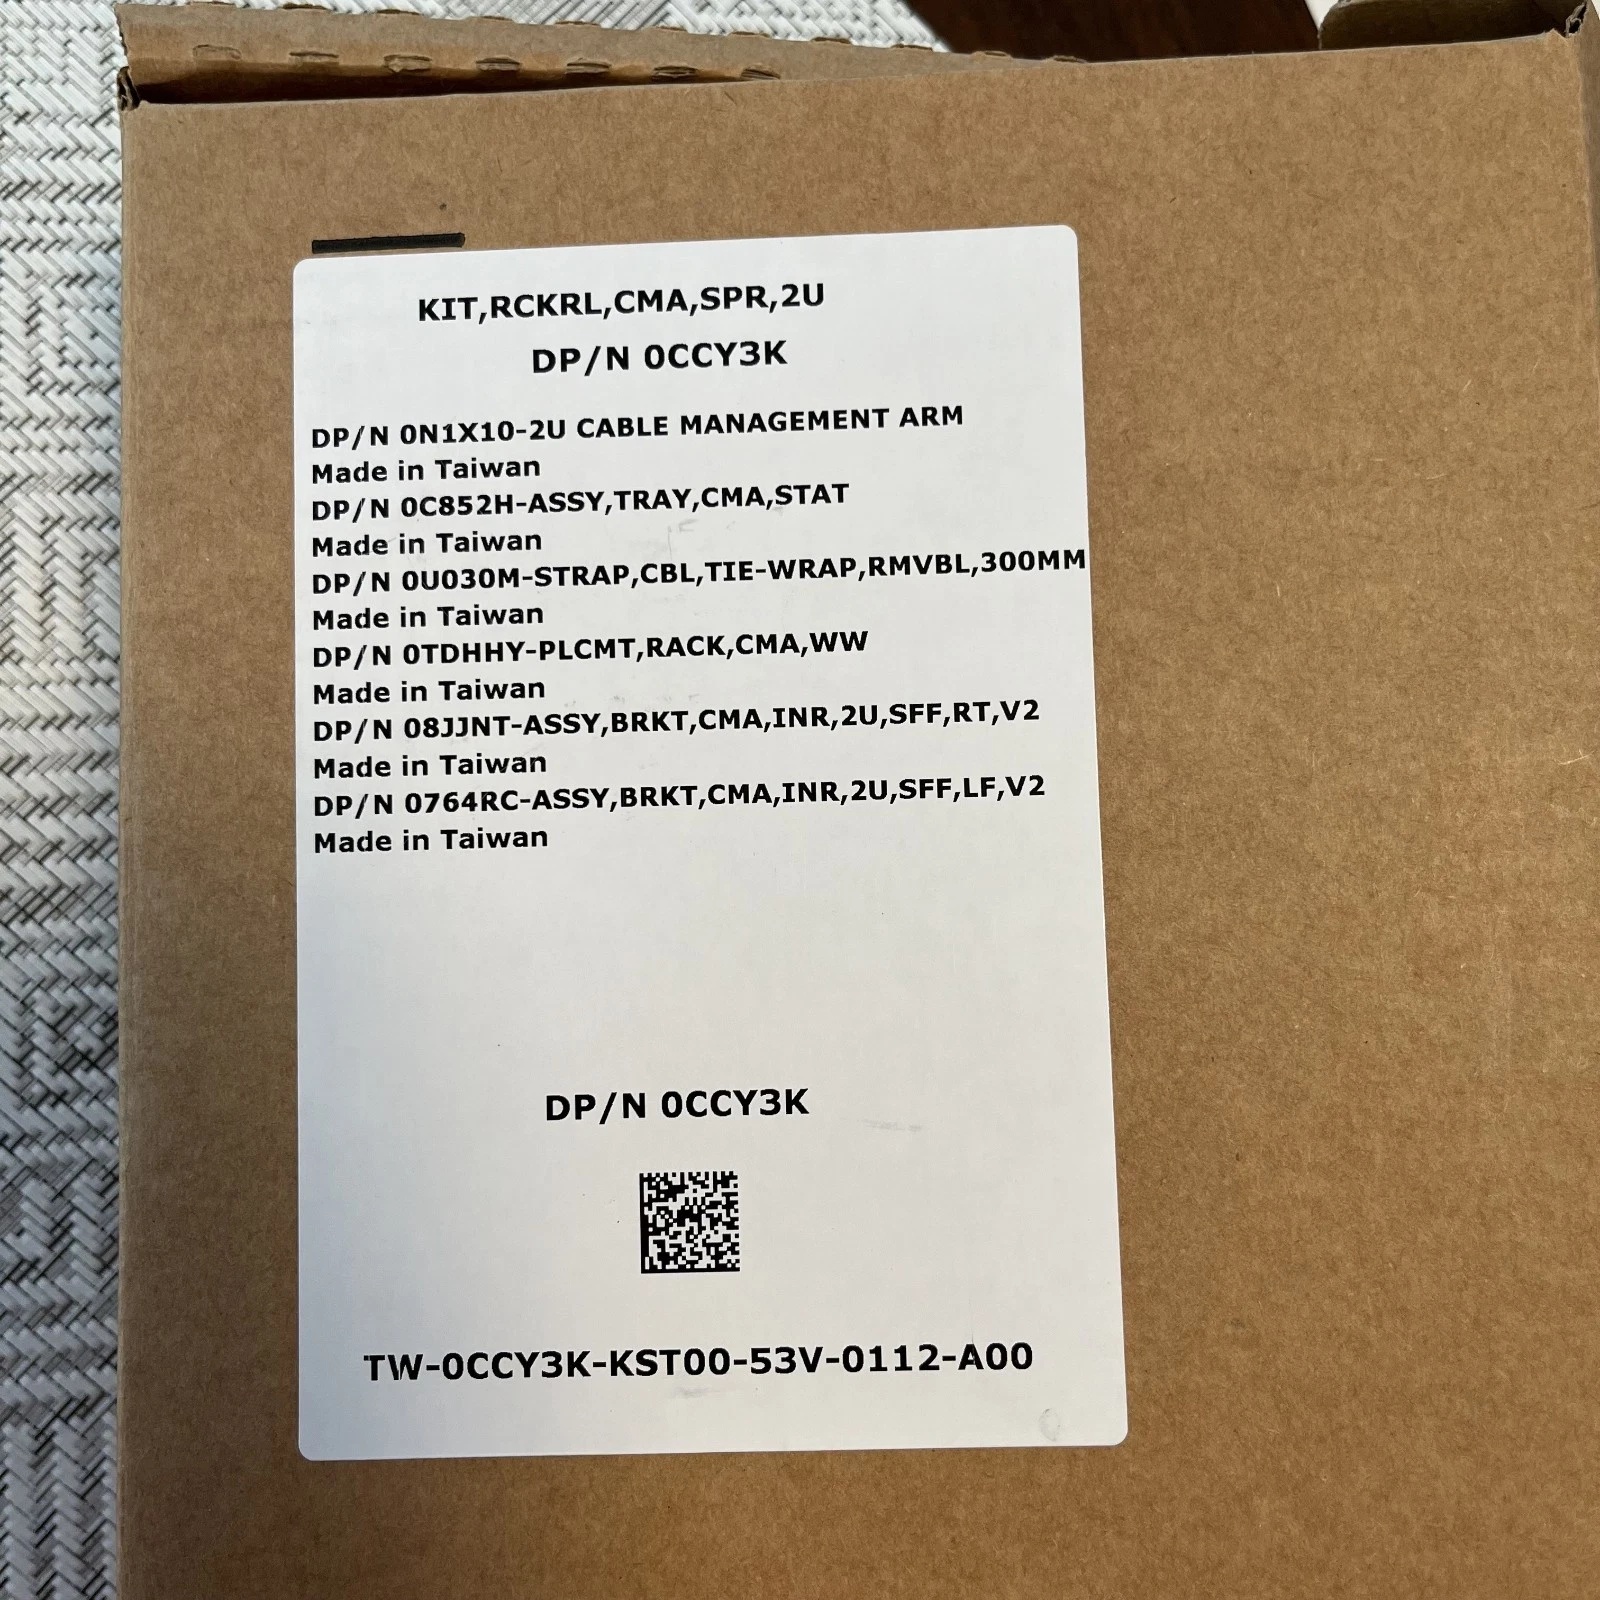 KIT,RCKRL,CMA,SPR,2U
DP/N 0CCY3K
DP/N 0N1X10-2U CABLE MANAGEMENT ARM
Made in Taiwan
DP/N 0C852H-ASSY,TRAY,CMA,STAT
Made in Taiwan
DP/N 0U030M-STRAP,CBL,TIE-WRAP,RMVBL,300MM
Made in Taiwan
DP/N 0TDHHY-PLCMT,RACK,CMA,WW
Made in Taiwan
DP/N 08JJNT-ASSY,BRKT,CMA,INR,2U,SFF,RT,V2
Made in Taiwan
DP/N 0764RC-ASSY,BRKT,CMA,INR,2U,SFF,LF,V2
Made in Taiwan
DP/N 0CCY3K
TW-0CCY3K-KST00-53V-0112-A00